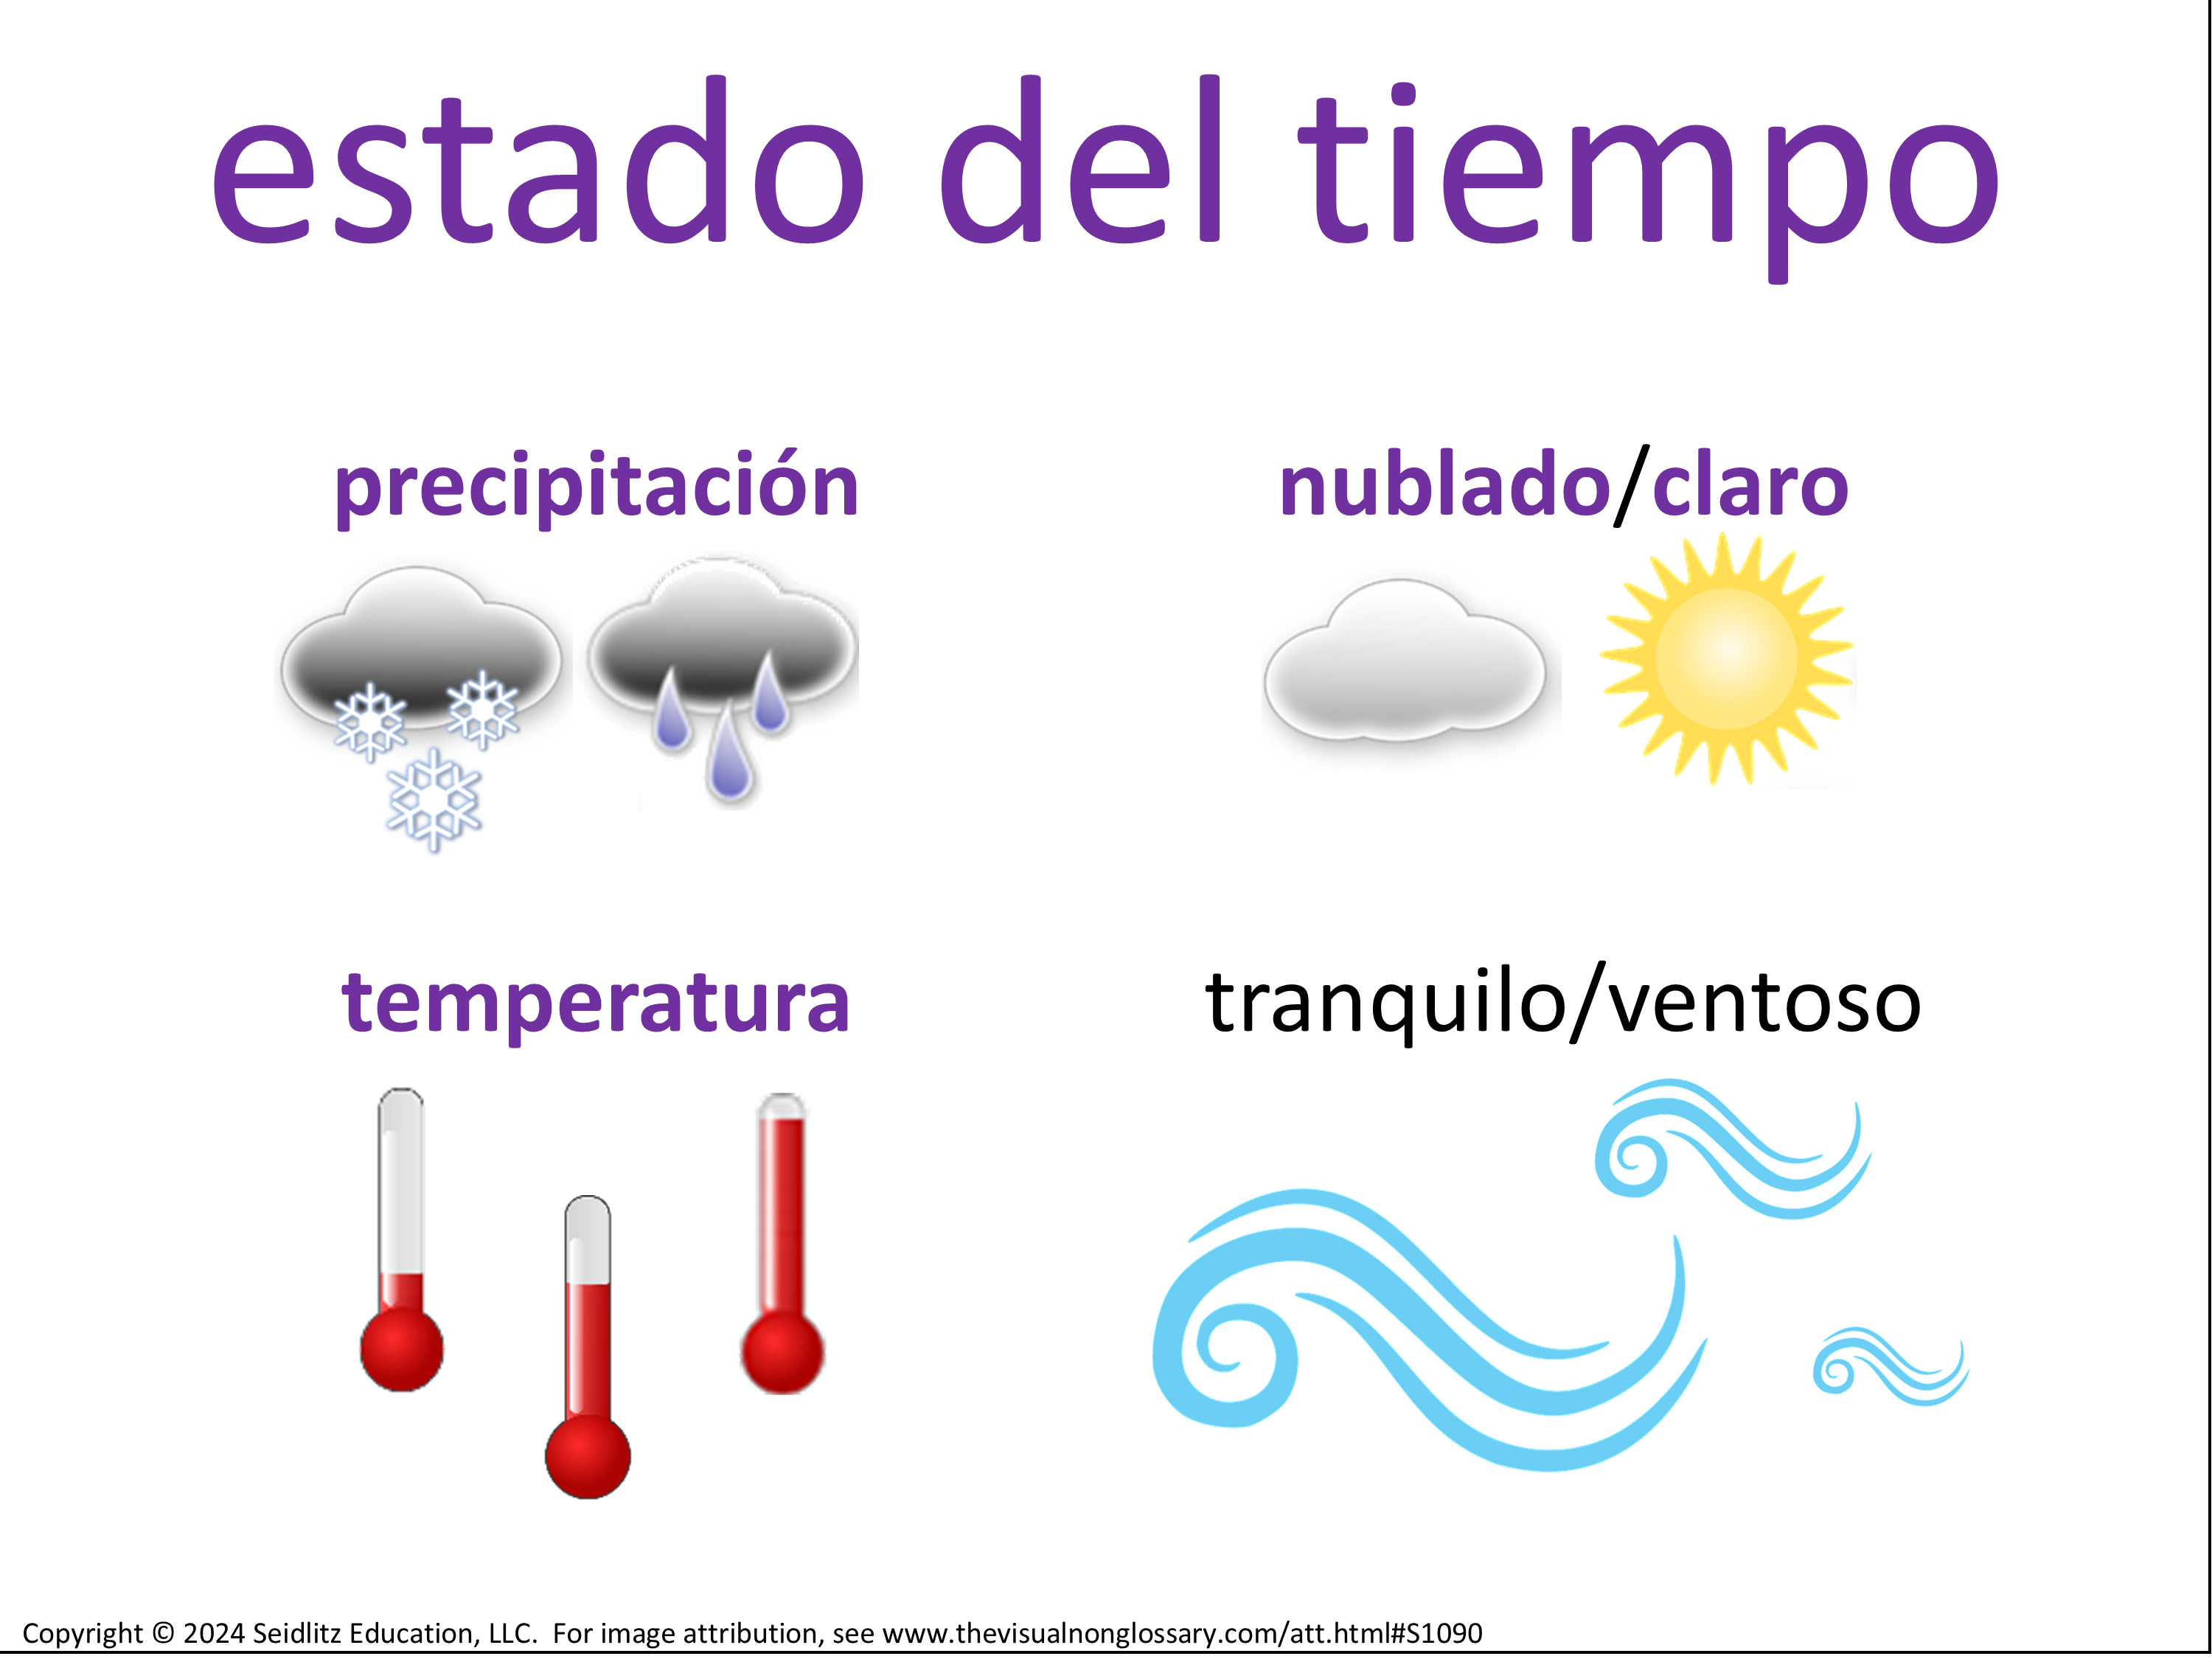 estado del tiempo
precipitación
nublado/claro
temperatura
tranquilo/ventoso
Copyright © 2024 Seidlitz Education, LLC.  For image attribution, see www.thevisualnonglossary.com/att.html#S1090